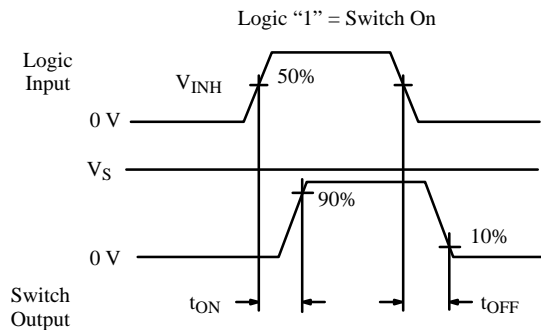 Logic “1” = Switch On
Logic
Input
V_INH
50%
0 V
V_S
90%
10%
0 V
Switch
Output
t_ON
t_OFF